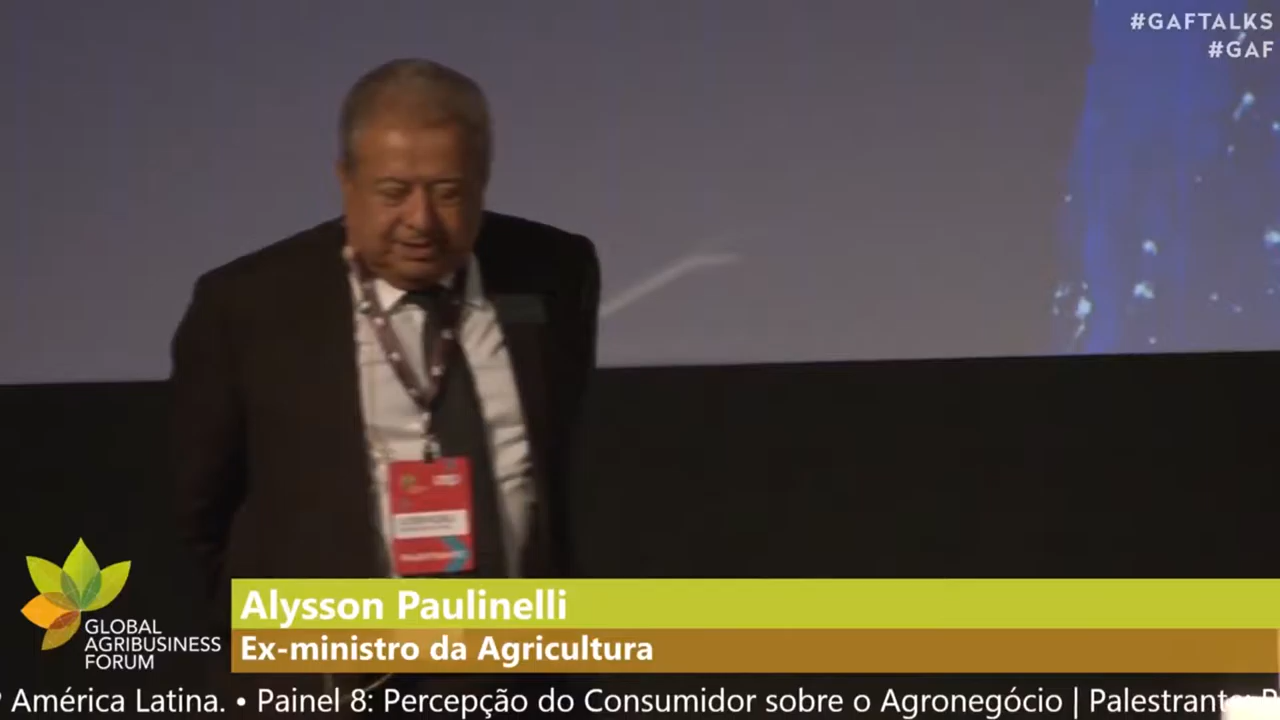 #GAFTALKS
#GAF
Alysson Paulinelli
Ex-ministro da Agricultura
GLOBAL
AGRIBUSINESS
FORUM
América Latina. • Painel 8: Percepção do Consumidor sobre o Agronegócio | Palestrante: